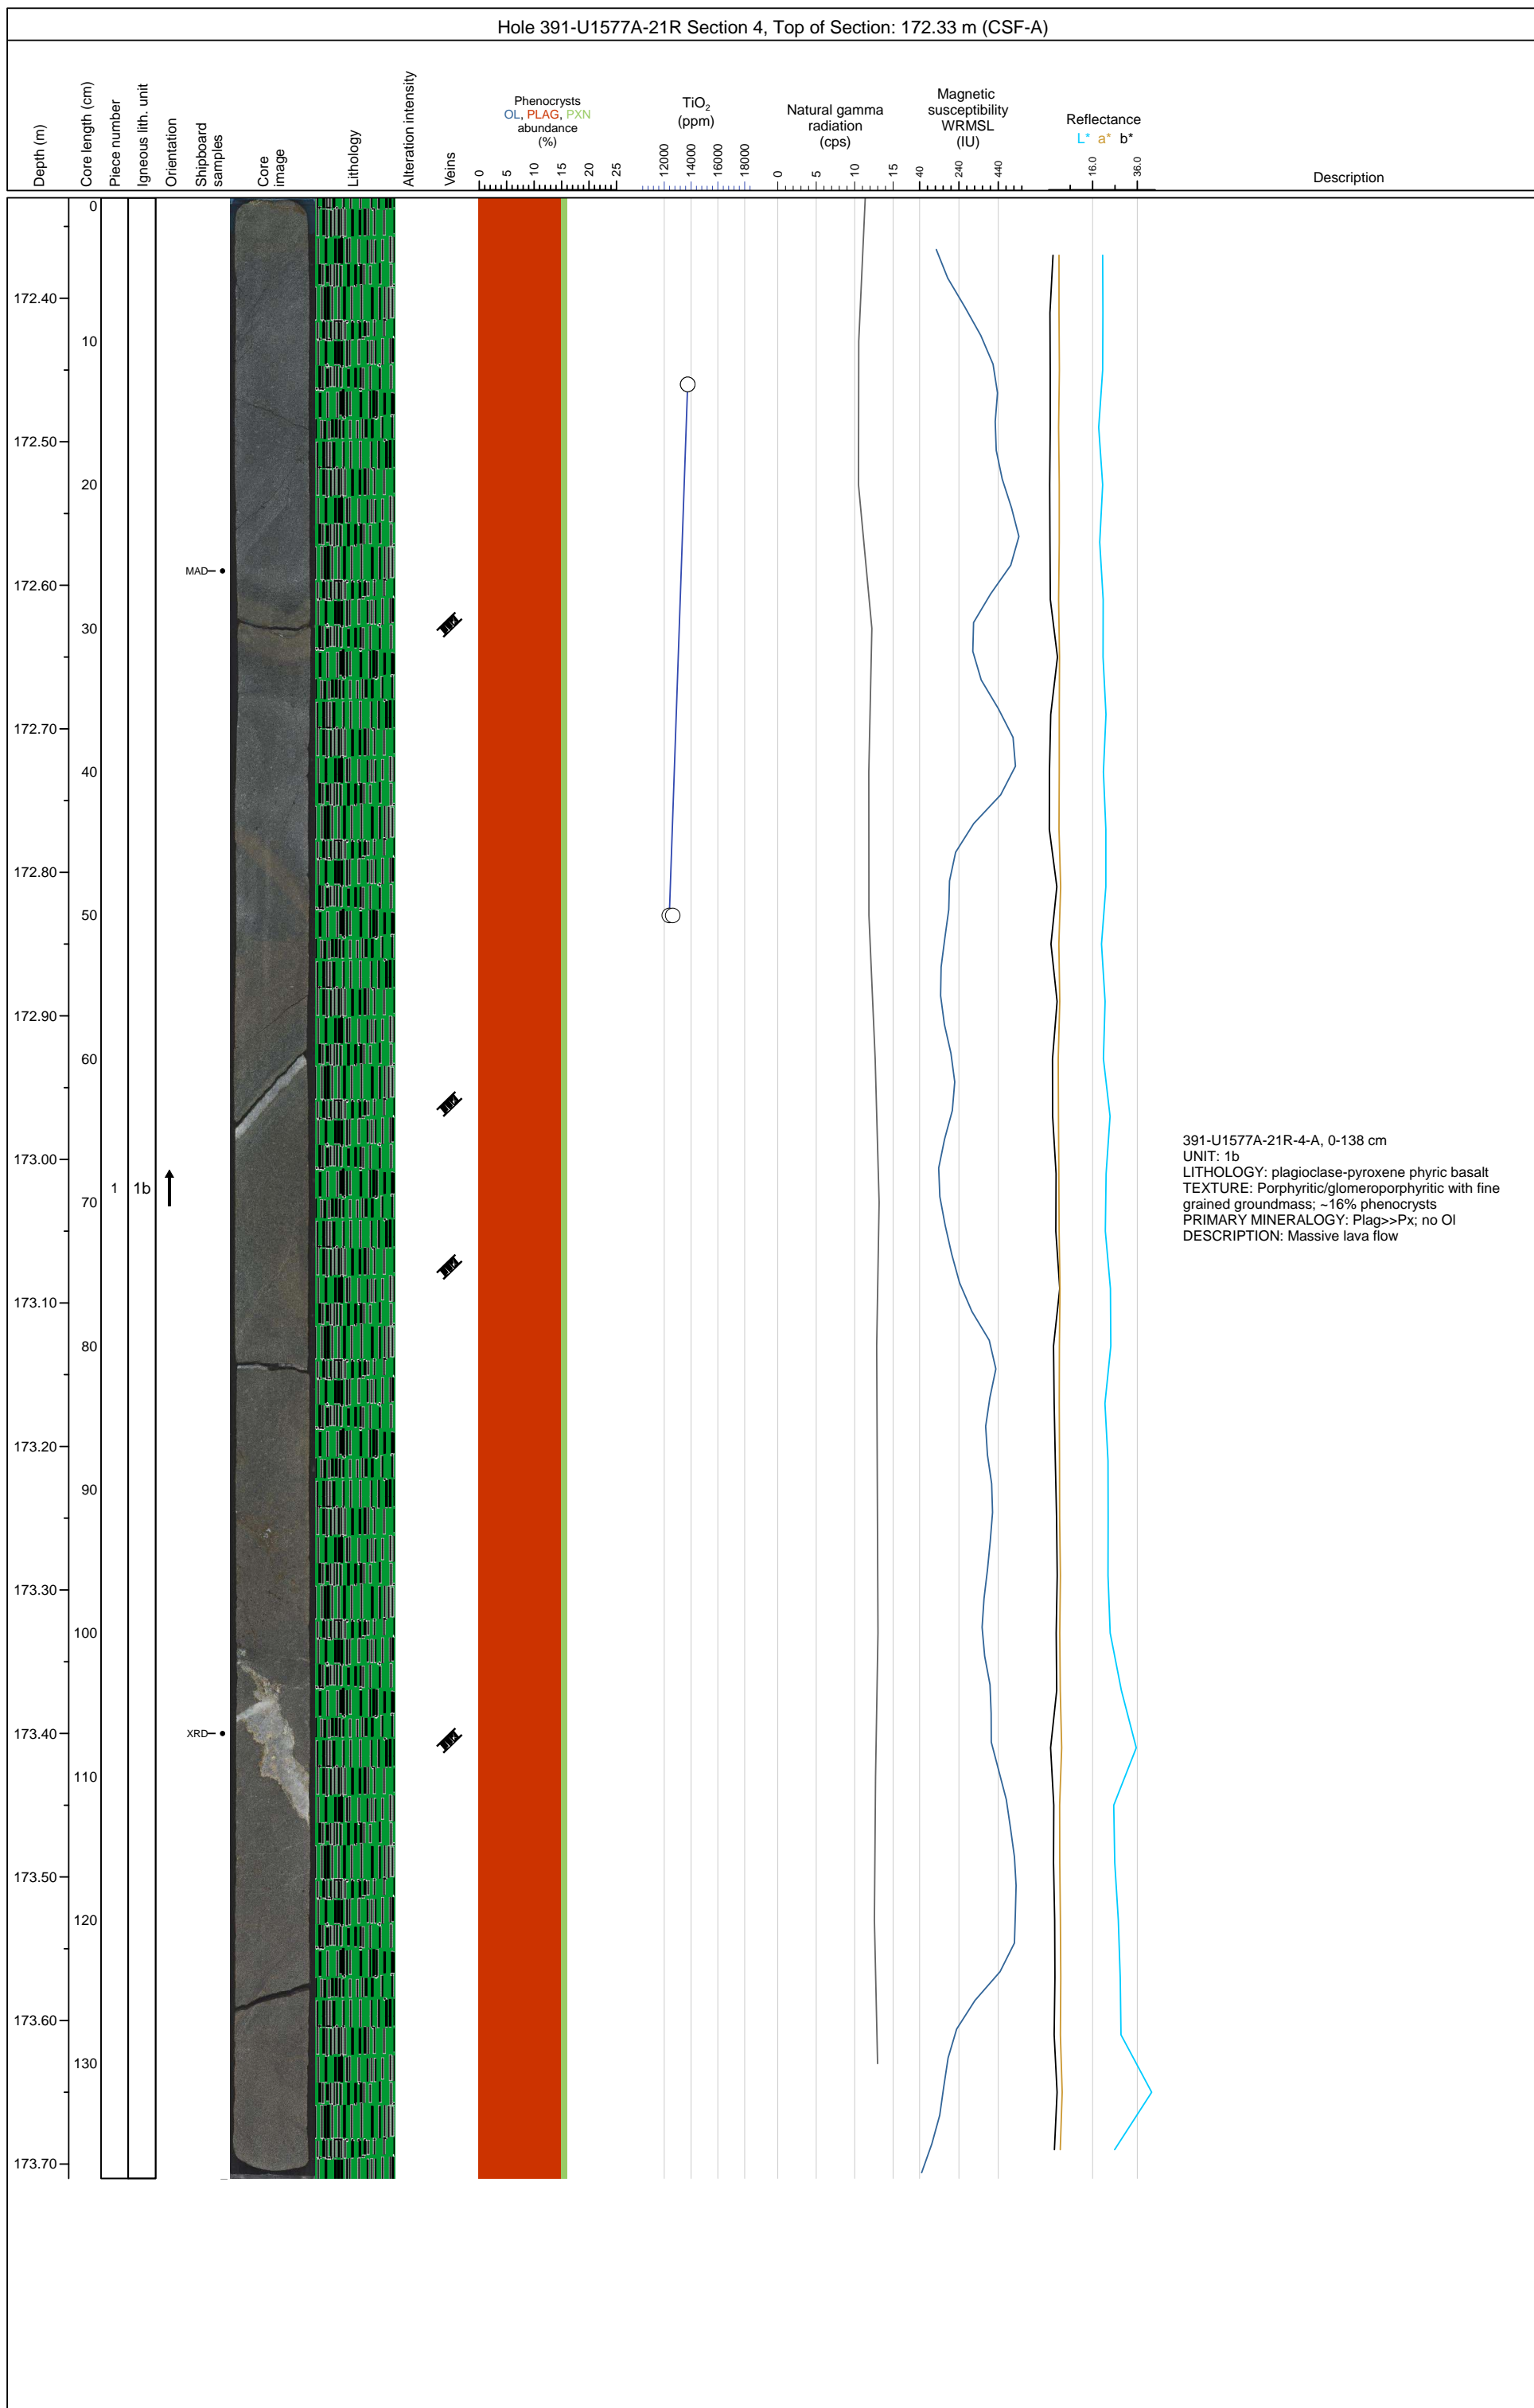 Hole 391-U1577A-21R Section 4, Top of Section: 172.33 m (CSF-A)
Depth (m)
Core length (cm)
Piece number
Igneous lith. unit
Orientation
Shipboard
samples
Core
image
Lithology
Alteration intensity
Veins
Phenocrysts
OL, PLAG, PXN
abundance
(%)
0 5 10 15 20 25
TiO2
(ppm)
12000 14000 16000 18000
Natural gamma
radiation
(cps)
0 5 10 15
Magnetic
susceptibility
WRMSL
(IU)
40 240 440
Reflectance
L* a* b*
16.0 36.0
Description
0
172.40
10
172.50
20
MAD
172.60
30
172.70
40
172.80
50
172.90
60
173.00
1 1b
70
173.10
80
173.20
90
173.30
100
XRD
173.40
110
173.50
120
173.60
130
173.70
391-U1577A-21R-4-A, 0-138 cm
UNIT: 1b
LITHOLOGY: plagioclase-pyroxene phyric basalt
TEXTURE: Porphyritic/glomeroporphyritic with fine
grained groundmass; ~16% phenocrysts
PRIMARY MINERALOGY: Plag>>Px; no Ol
DESCRIPTION: Massive lava flow